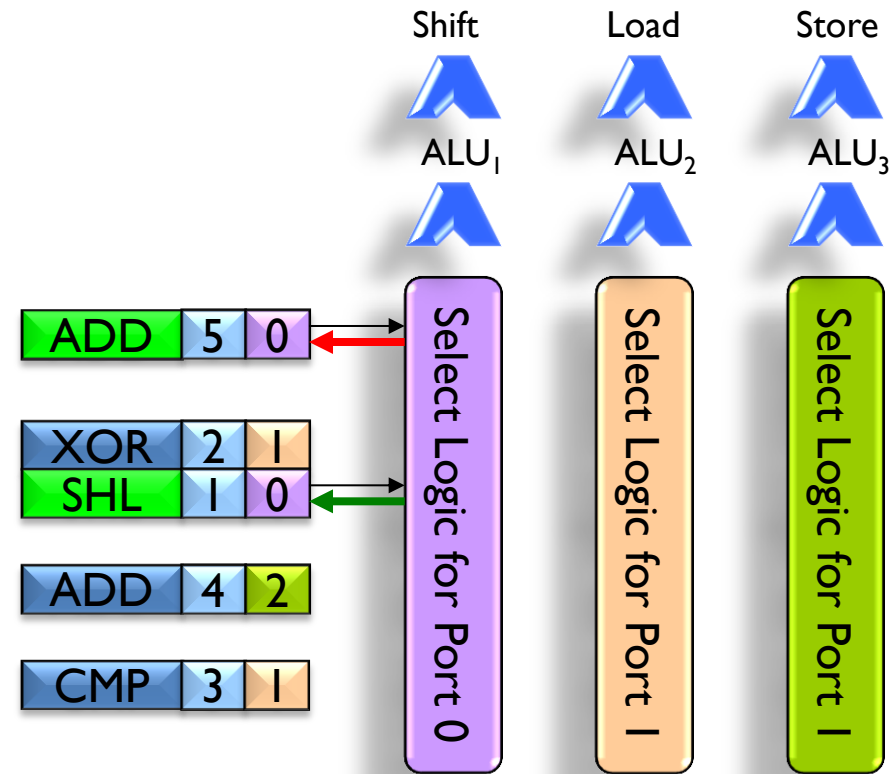 Shift Load Store
ALU₁ ALU₂ ALU₃
Select Logic for Port 0
Select Logic for Port 1
Select Logic for Port 1
ADD 5 0
XOR 2 1
SHL 1 0
ADD 4 2
CMP 3 1